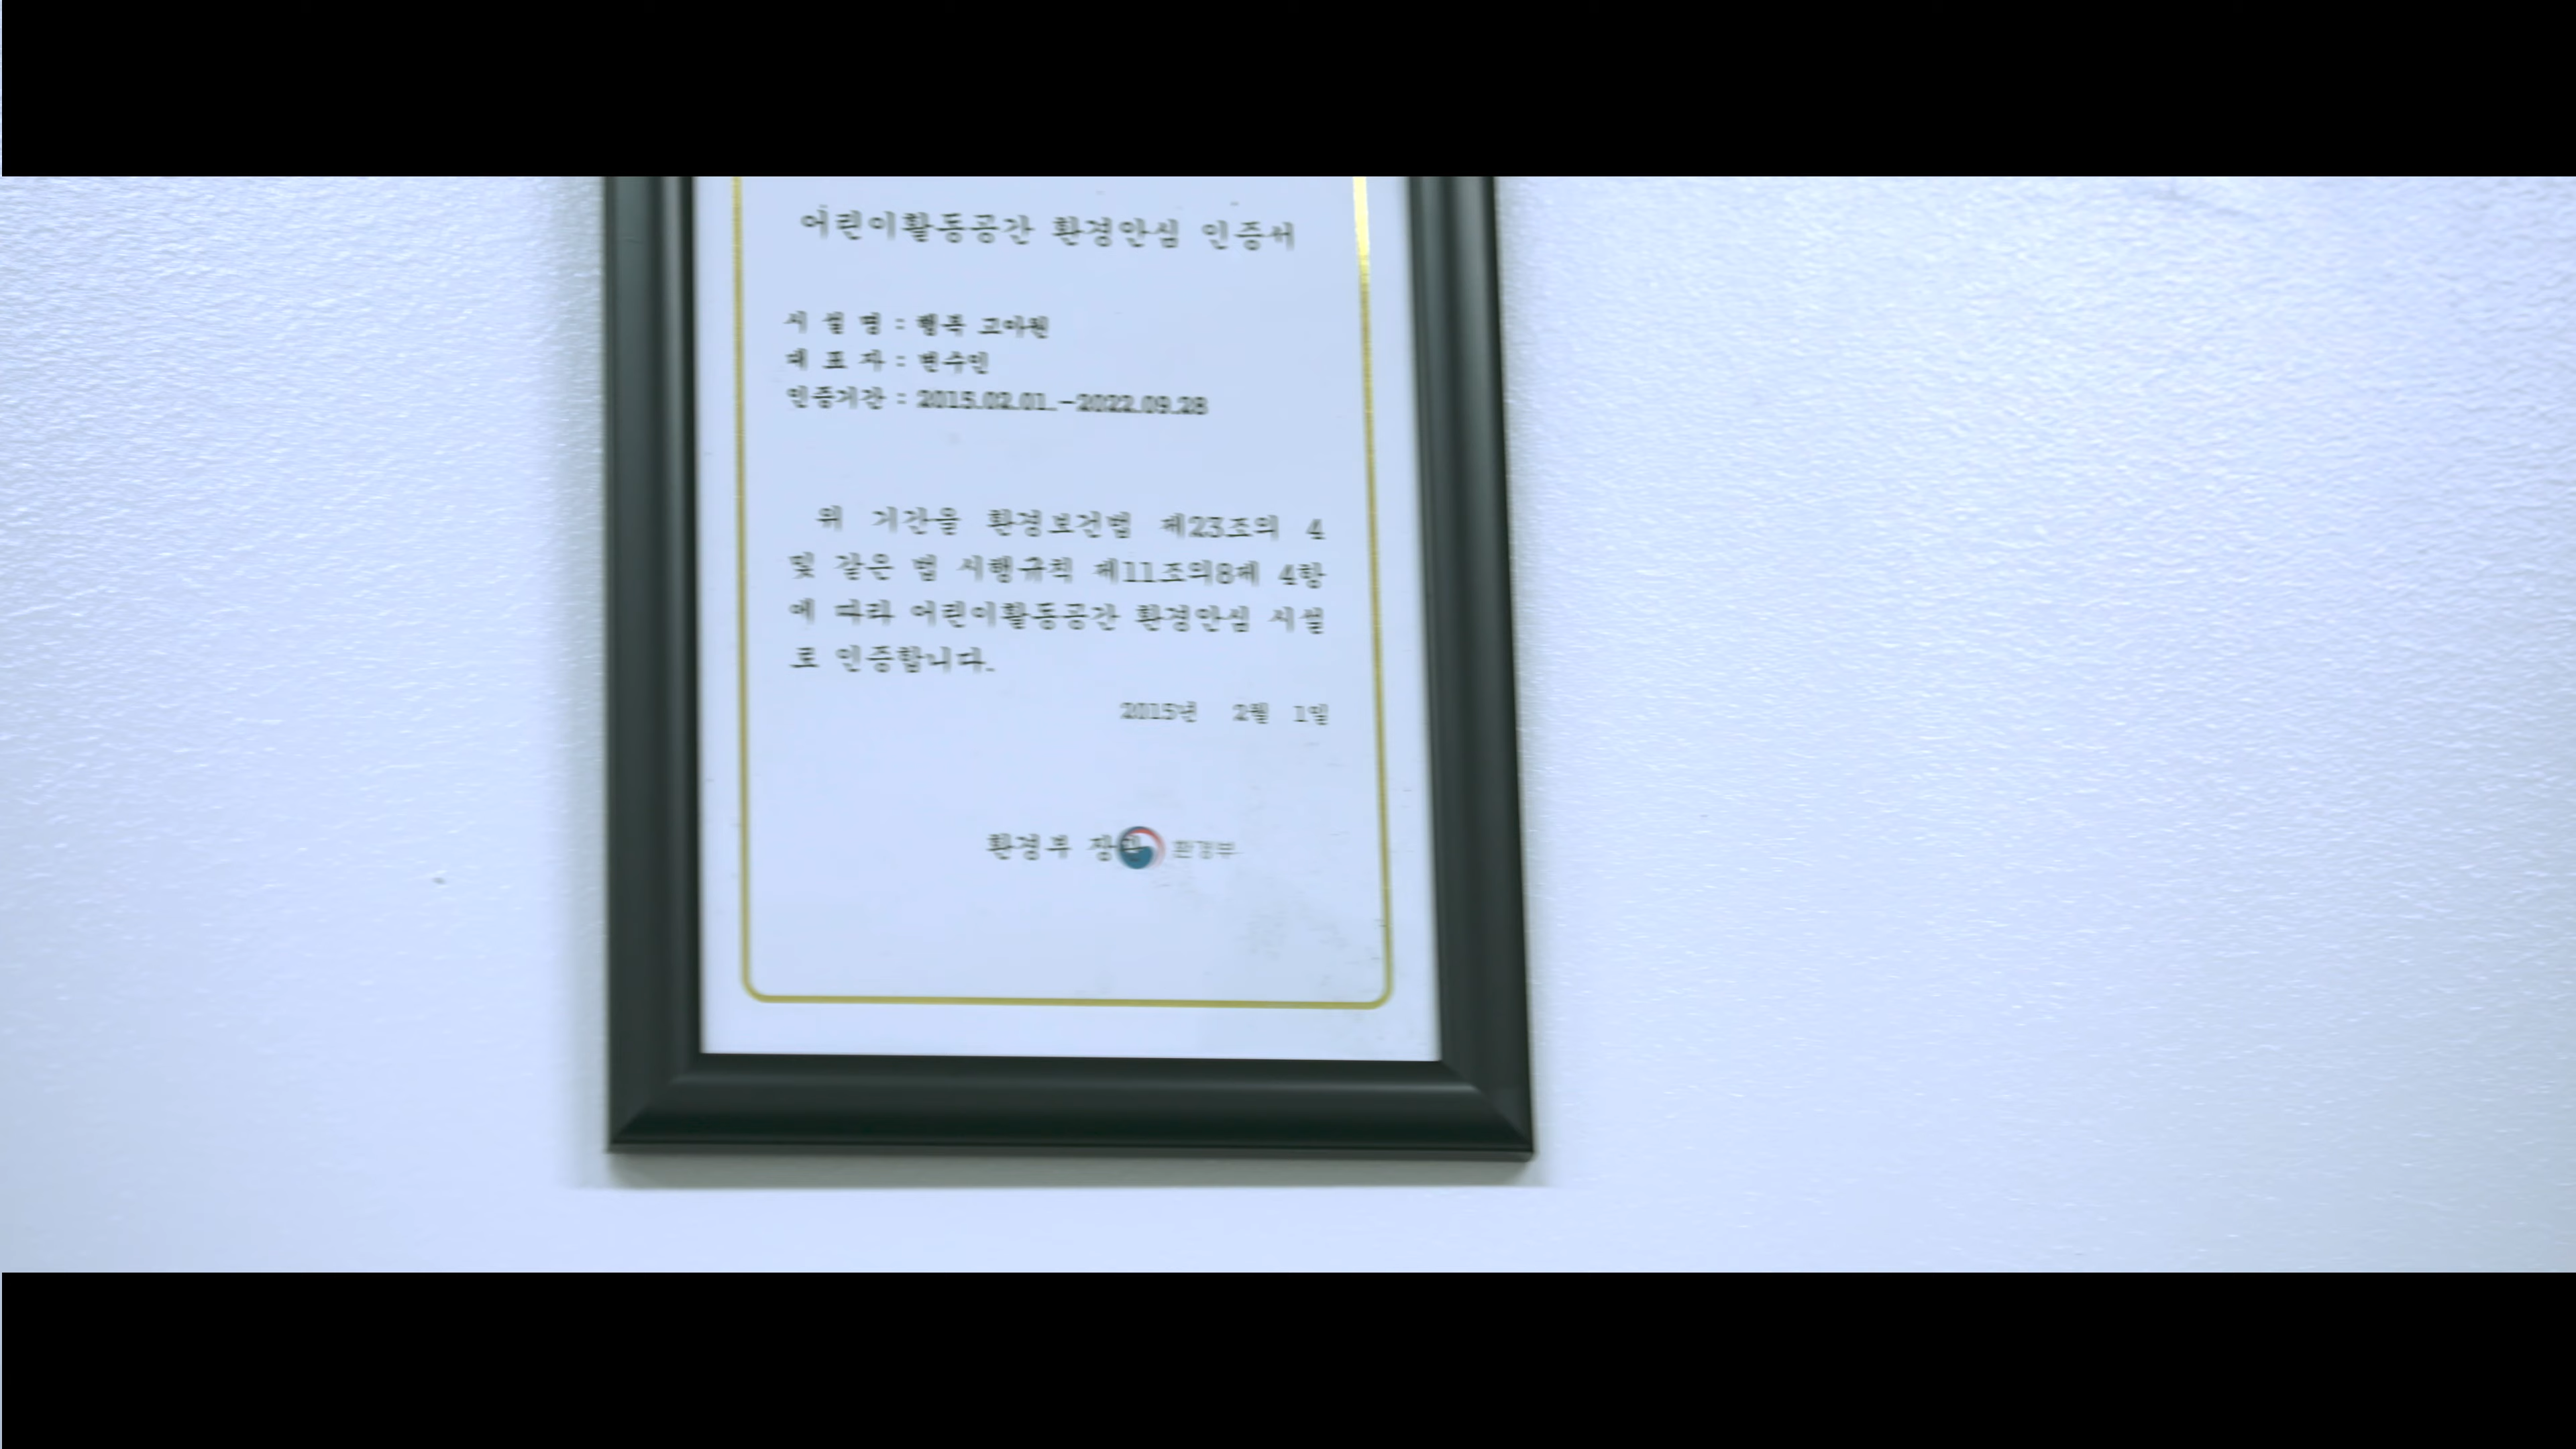 어린이활동공간 환경안심 인증서
시 설 명 : 행복 고아원
대 표 자 : 변수민
인증기간 : 2015.02.01.-2022.09.28
위 기간을 환경보건법 제23조의 4
및 같은 법 시행규칙 제11조의8제 4항
에 따라 어린이활동공간 환경안심 시설
로 인증합니다.
2015년 2월 1일
환경부 장관 환경부